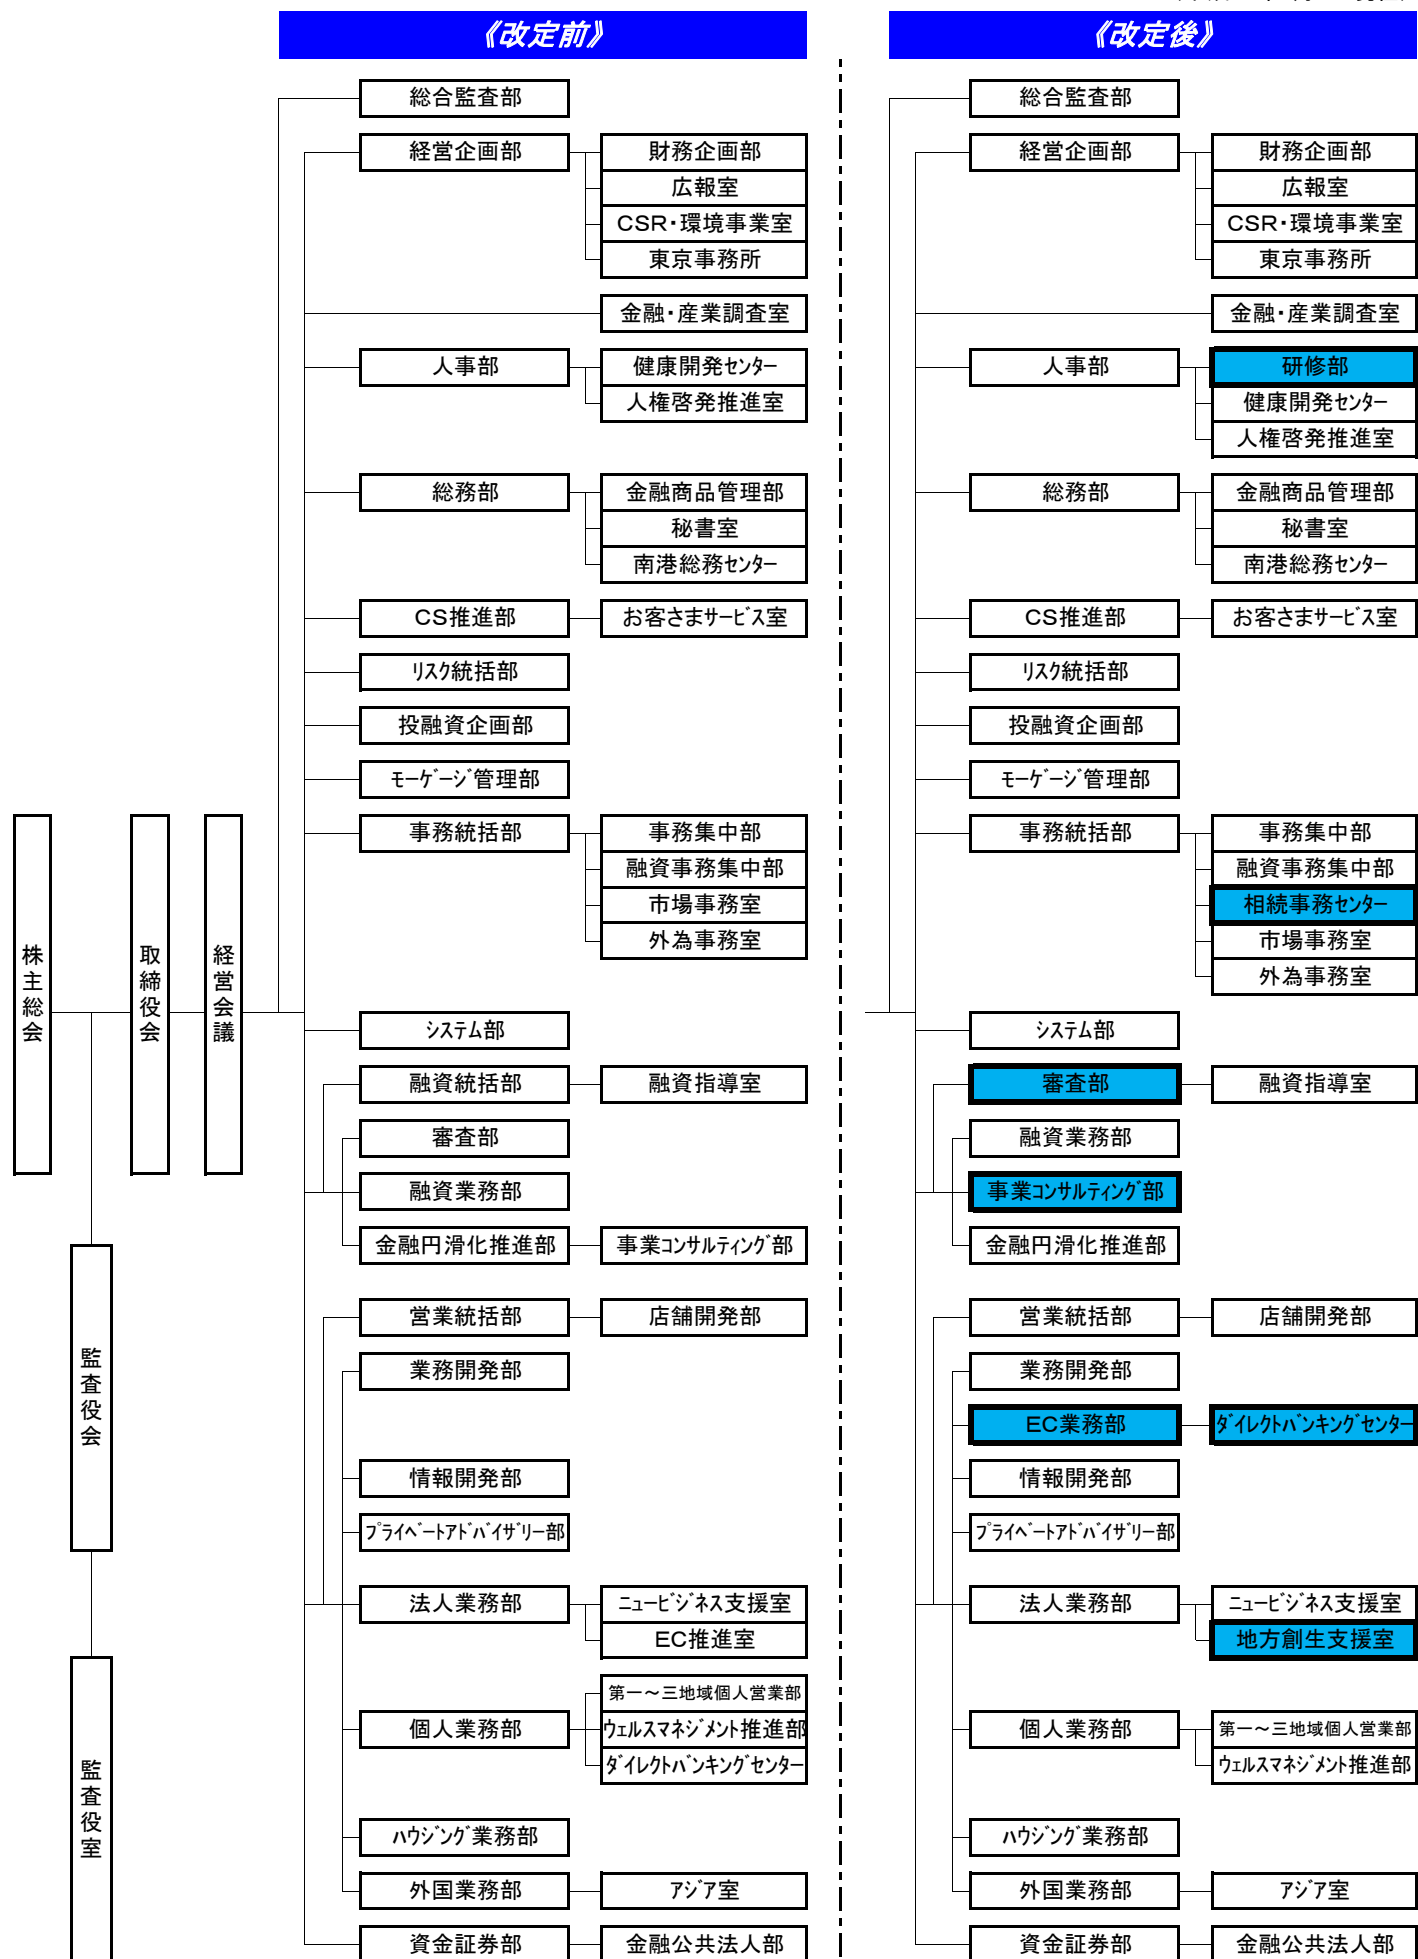 《改定前》
《改定後》
総合監査部
総合監査部
経営企画部
財務企画部
経営企画部
財務企画部
広報室
広報室
CSR・環境事業室
CSR・環境事業室
東京事務所
東京事務所
金融・産業調査室
金融・産業調査室
人事部
健康開発センター
人事部
研修部
人権啓発推進室
健康開発センター
人権啓発推進室
総務部
金融商品管理部
総務部
金融商品管理部
秘書室
秘書室
南港総務センター
南港総務センター
CS推進部
お客さまサービス室
CS推進部
お客さまサービス室
リスク統括部
リスク統括部
投融資企画部
投融資企画部
モーゲージ管理部
モーゲージ管理部
事務統括部
事務集中部
事務統括部
事務集中部
融資事務集中部
融資事務集中部
市場事務室
相続事務センター
外為事務室
市場事務室
外為事務室
株主総会
取締役会
経営会議
システム部
システム部
融資統括部
融資指導室
審査部
融資指導室
審査部
融資業務部
融資業務部
事業コンサルティング部
金融円滑化推進部
事業コンサルティング部
金融円滑化推進部
監査役会
営業統括部
店舗開発部
営業統括部
店舗開発部
業務開発部
業務開発部
EC業務部
ダイレクトバンキングセンター
情報開発部
情報開発部
プライベートアドバイザリー部
プライベートアドバイザリー部
法人業務部
ニュービジネス支援室
法人業務部
ニュービジネス支援室
EC推進室
地方創生支援室
監査役室
第一～三地域個人営業部
個人業務部
ウェルスマネジメント推進部
個人業務部
第一～三地域個人営業部
ダイレクトバンキングセンター
ウェルスマネジメント推進部
ハウジング業務部
ハウジング業務部
外国業務部
アジア室
外国業務部
アジア室
資金証券部
金融公共法人部
資金証券部
金融公共法人部